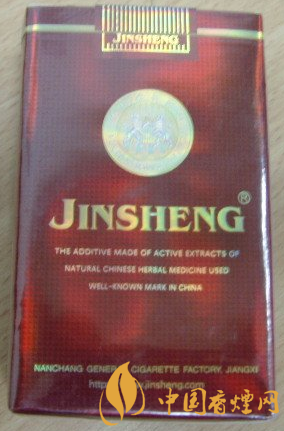 JINSHENG
JINSHENG®
THE ADDITIVE MADE OF ACTIVE EXTRACTS OF
NATURAL CHINESE HERBAL MEDICINE USED
WELL-KNOWN MARK IN CHINA
NANCHANG GENERAL CIGARETTE FACTORY, JIANGXI
http://www.jinsheng.com
中国香烟网